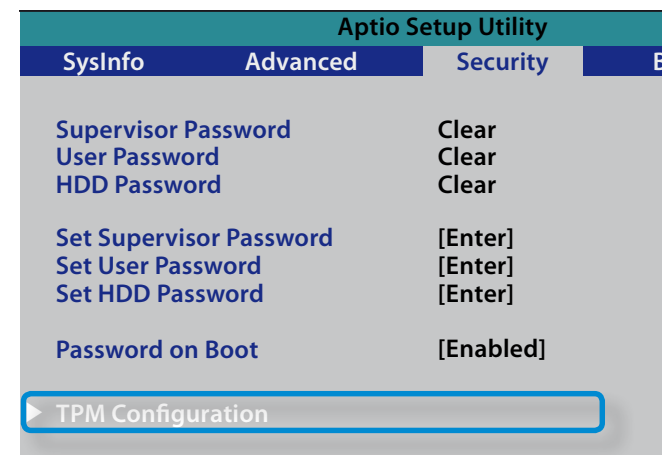 Aptio Setup Utility
SysInfo Advanced Security B
Supervisor Password Clear
User Password Clear
HDD Password Clear
Set Supervisor Password [Enter]
Set User Password [Enter]
Set HDD Password [Enter]
Password on Boot [Enabled]
TPM Configuration